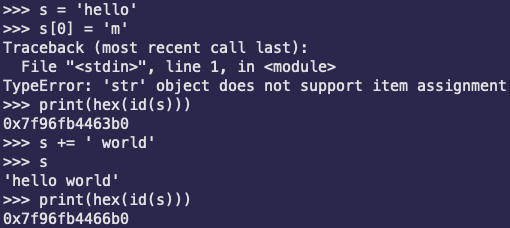 >>> s = 'hello'
>>> s[0] = 'm'
Traceback (most recent call last):
  File "<stdin>", line 1, in <module>
TypeError: 'str' object does not support item assignment
>>> print(hex(id(s)))
0x7f96fb4463b0
>>> s += ' world'
>>> s
'hello world'
>>> print(hex(id(s)))
0x7f96fb4466b0